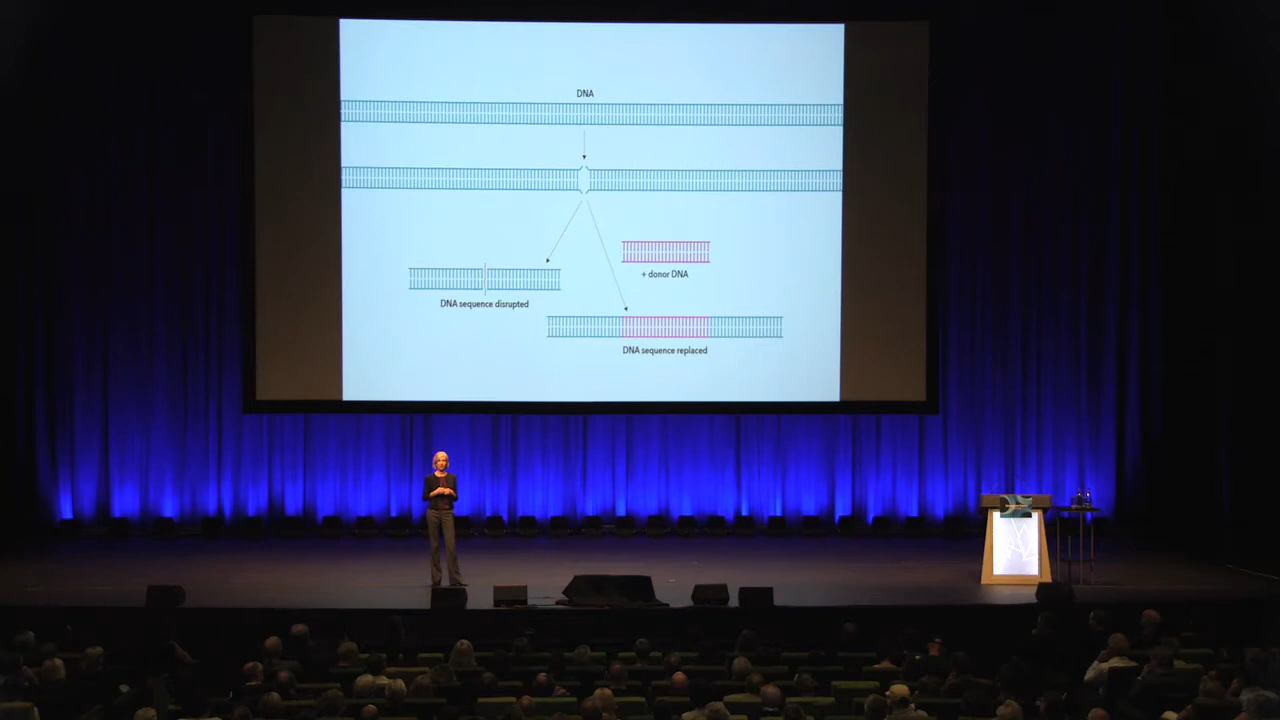 DNA
+ donor DNA
DNA sequence disrupted
DNA sequence replaced